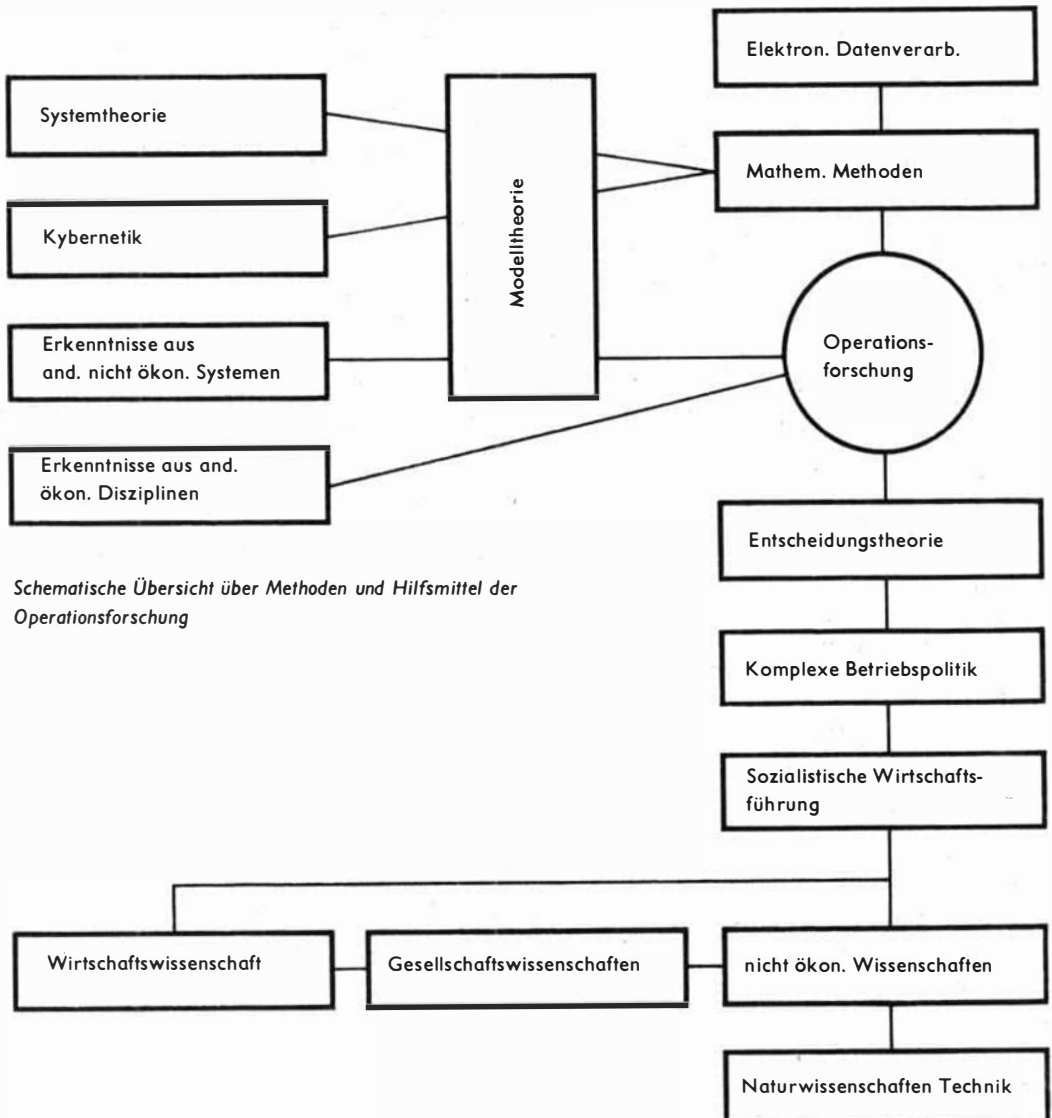 Elektron. Datenverarb.
Systemtheorie
Mathem. Methoden
Modelltheorie
Kybernetik
Erkenntnisse aus
and. nicht ökon. Systemen
Operations-
forschung
Erkenntnisse aus and.
ökon. Disziplinen
Entscheidungstheorie
Schematische Übersicht über Methoden und Hilfsmittel der
Operationsforschung
Komplexe Betriebspolitik
Sozialistische Wirtschafts-
führung
Wirtschaftswissenschaft
Gesellschaftswissenschaften
nicht ökon. Wissenschaften
Naturwissenschaften Technik